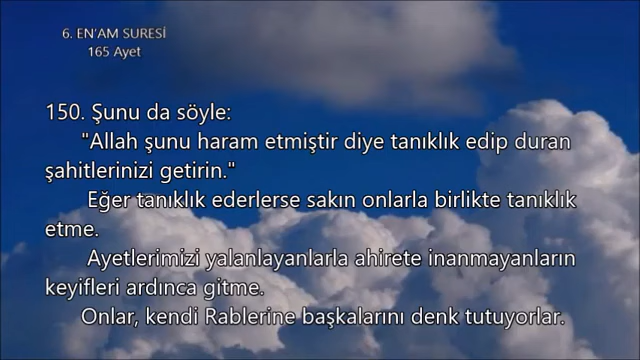 6. EN'AM SURESİ
165 Ayet
150. Şunu da söyle:
"Allah şunu haram etmiştir diye tanıklık edip duran
şahitlerinizi getirin."
Eğer tanıklık ederlerse sakın onlarla birlikte tanıklık
etme.
Ayetlerimizi yalanlayanlarla ahirete inanmayanların
keyifleri ardınca gitme.
Onlar, kendi Rablerine başkalarını denk tutuyorlar.